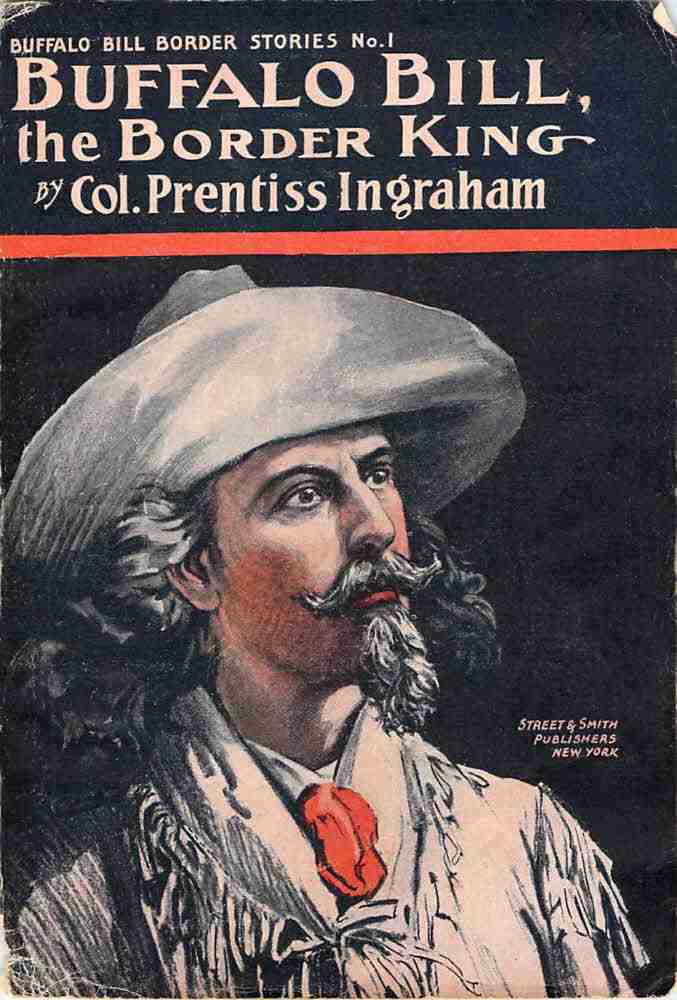 BUFFALO BILL BORDER STORIES No. 1
BUFFALO BILL,
the BORDER KING
BY Col. Prentiss Ingraham
STREET & SMITH
PUBLISHERS
NEW YORK